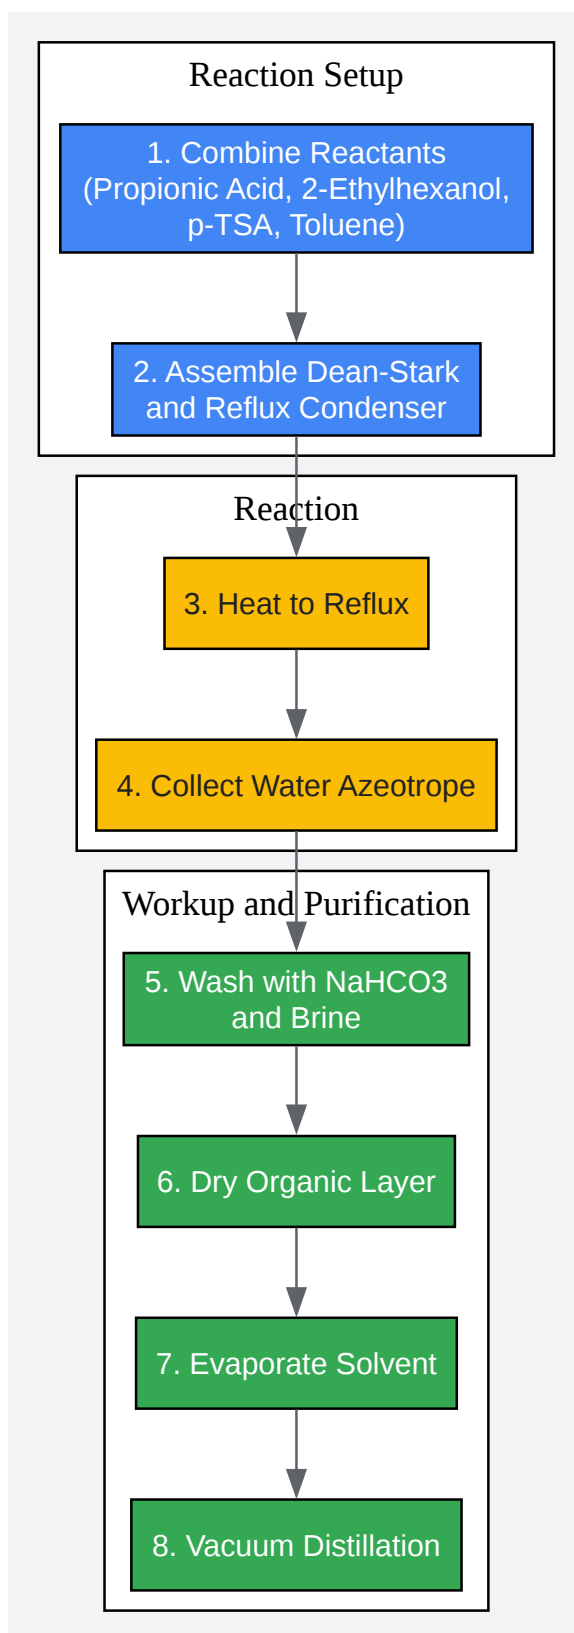 Reaction Setup
1. Combine Reactants
(Propionic Acid, 2-Ethylhexanol,
p-TSA, Toluene)
2. Assemble Dean-Stark
and Reflux Condenser
Reaction
3. Heat to Reflux
4. Collect Water Azeotrope
Workup and Purification
5. Wash with NaHCO3
and Brine
6. Dry Organic Layer
7. Evaporate Solvent
8. Vacuum Distillation